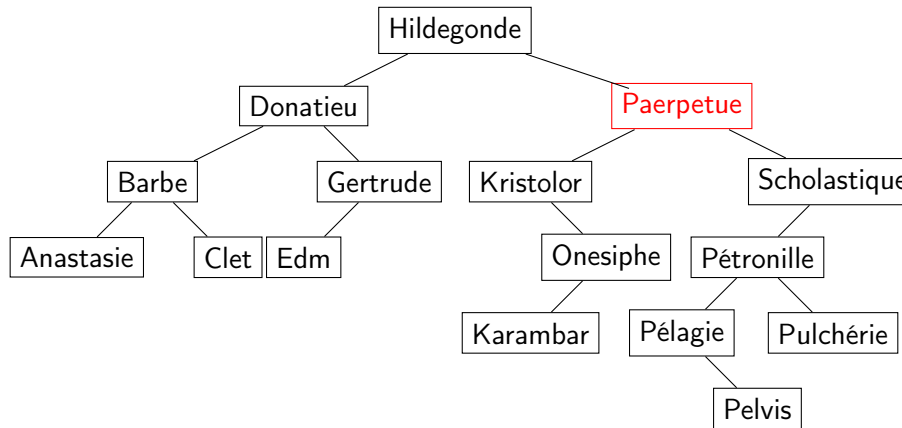 Hildegonde
Donatieu
Paerpetue
Barbe
Gertrude
Kristolor
Scholastique
Anastasie
Clet
Edm
Onesiphe
Pétronille
Karambar
Pélagie
Pulchérie
Pelvis